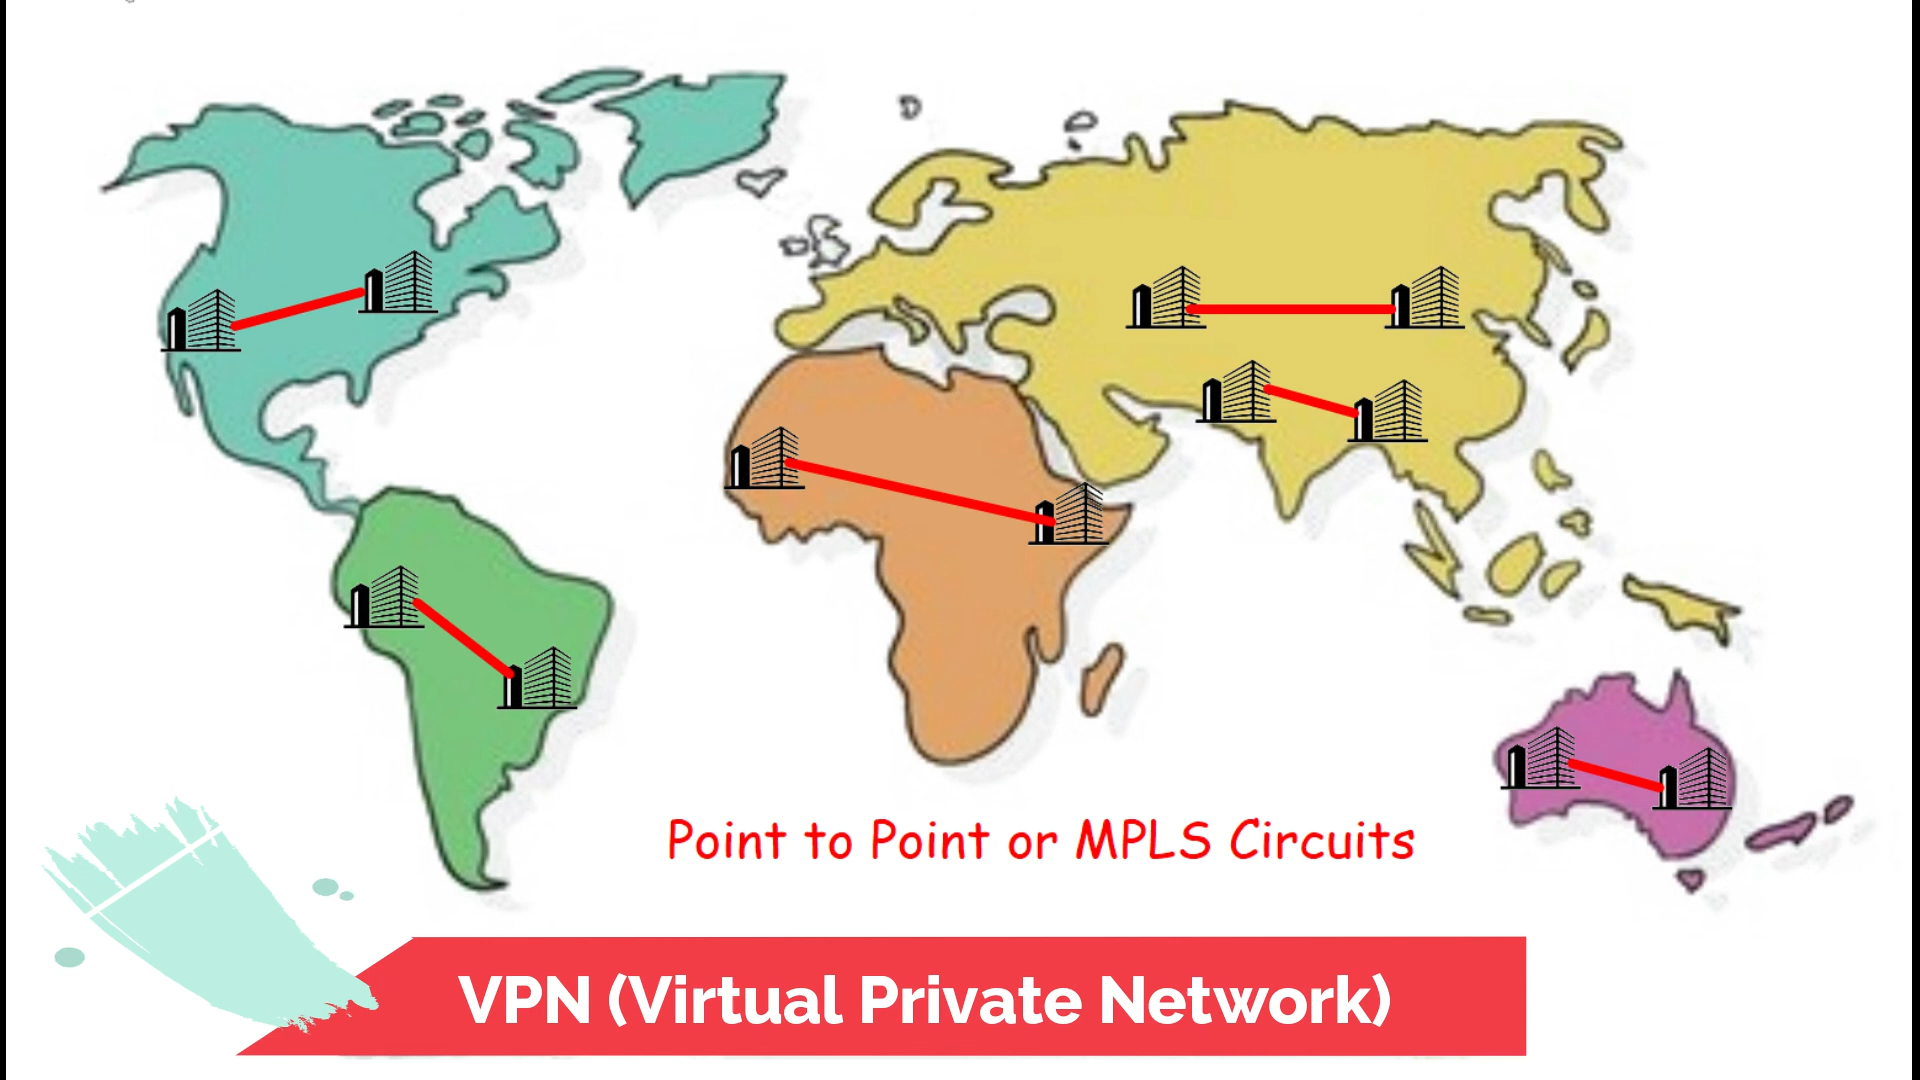 Point to Point or MPLS Circuits
VPN (Virtual Private Network)